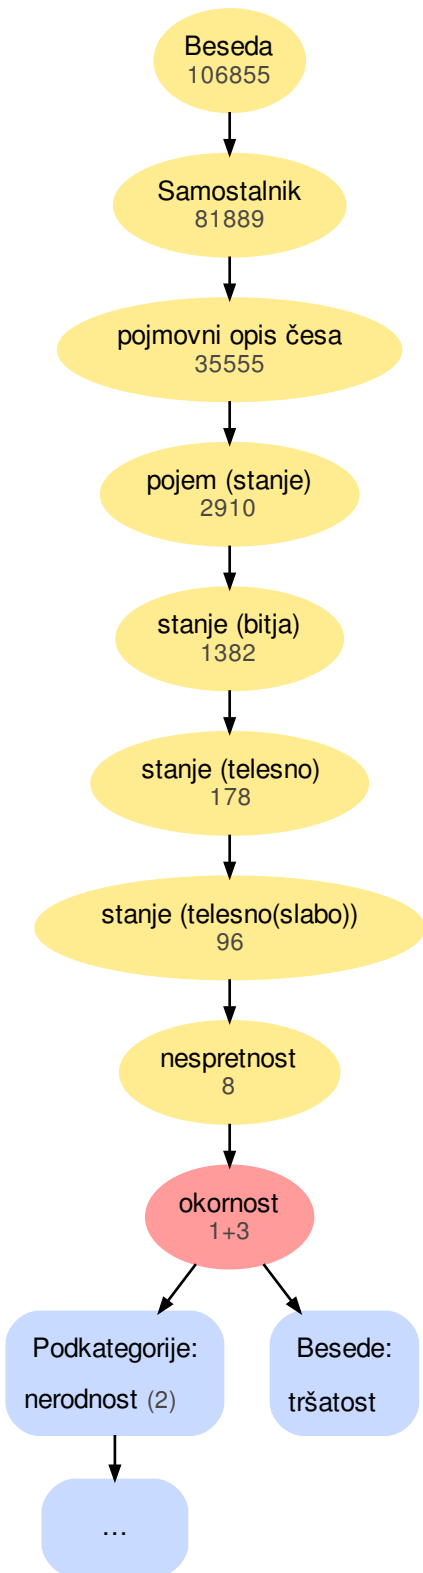 Beseda
106855
Samostalnik
81889
pojmovni opis česa
35555
pojem (stanje)
2910
stanje (bitja)
1382
stanje (telesno)
178
stanje (telesno(slabo))
96
nespretnost
8
okornost
1+3
Podkategorije:
nerodnost (2)
Besede:
tršatost
...